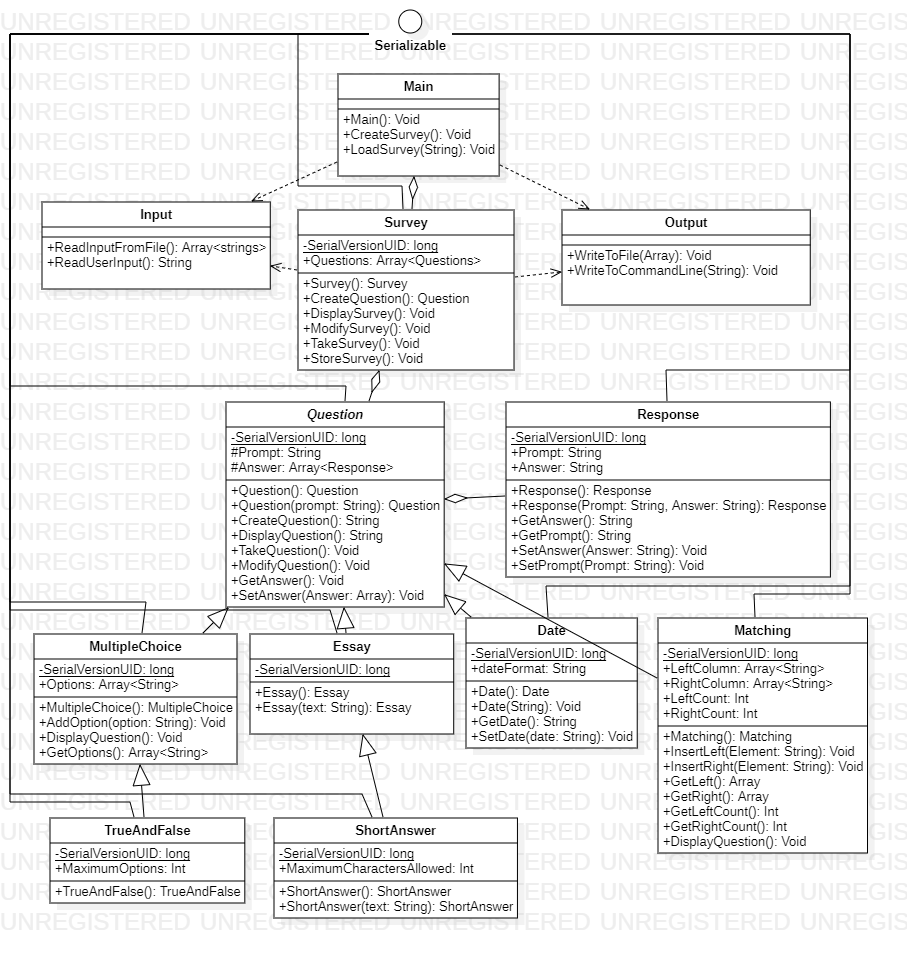 Serializable
Main
+Main(): Void
+CreateSurvey(): Void
+LoadSurvey(String): Void
Input
+ReadInputFromFile(): Array<strings>
+ReadUserInput(): String
Survey
-SerialVersionUID: long
+Questions: Array<Questions>
+Survey(): Survey
+CreateQuestion(): Question
+DisplaySurvey(): Void
+ModifySurvey(): Void
+TakeSurvey(): Void
+StoreSurvey(): Void
Output
+WriteToFile(Array): Void
+WriteToCommandLine(String): Void
Question
-SerialVersionUID: long
#Prompt: String
#Answer: Array<Response>
+Question(): Question
+Question(prompt: String): Question
+CreateQuestion(): String
+DisplayQuestion(): String
+TakeQuestion(): Void
+ModifyQuestion(): Void
+GetAnswer(): Void
+SetAnswer(Answer: Array): Void
Response
-SerialVersionUID: long
+Prompt: String
+Answer: String
+Response(): Response
+Response(Prompt: String, Answer: String): Response
+GetAnswer(): String
+GetPrompt(): String
+SetAnswer(Answer: String): Void
+SetPrompt(Prompt: String): Void
MultipleChoice
-SerialVersionUID: long
+Options: Array<String>
+MultipleChoice(): MultipleChoice
+AddOption(option: String): Void
+DisplayQuestion(): Void
+GetOptions(): Array<String>
Essay
-SerialVersionUID: long
+Essay(): Essay
+Essay(text: String): Essay
Date
-SerialVersionUID: long
+dateFormat: String
+Date(): Date
+Date(String): Void
+GetDate(): String
+SetDate(date: String): Void
Matching
-SerialVersionUID: long
+LeftColumn: Array<String>
+RightColumn: Array<String>
+LeftCount: Int
+RightCount: Int
+Matching(): Matching
+InsertLeft(Element: String): Void
+InsertRight(Element: String): Void
+GetLeft(): Array
+GetRight(): Array
+GetLeftCount(): Int
+GetRightCount(): Int
+DisplayQuestion(): Void
TrueAndFalse
-SerialVersionUID: long
+MaximumOptions: Int
+TrueAndFalse(): TrueAndFalse
ShortAnswer
-SerialVersionUID: long
+MaximumCharactersAllowed: Int
+ShortAnswer(): ShortAnswer
+ShortAnswer(text: String): ShortAnswer